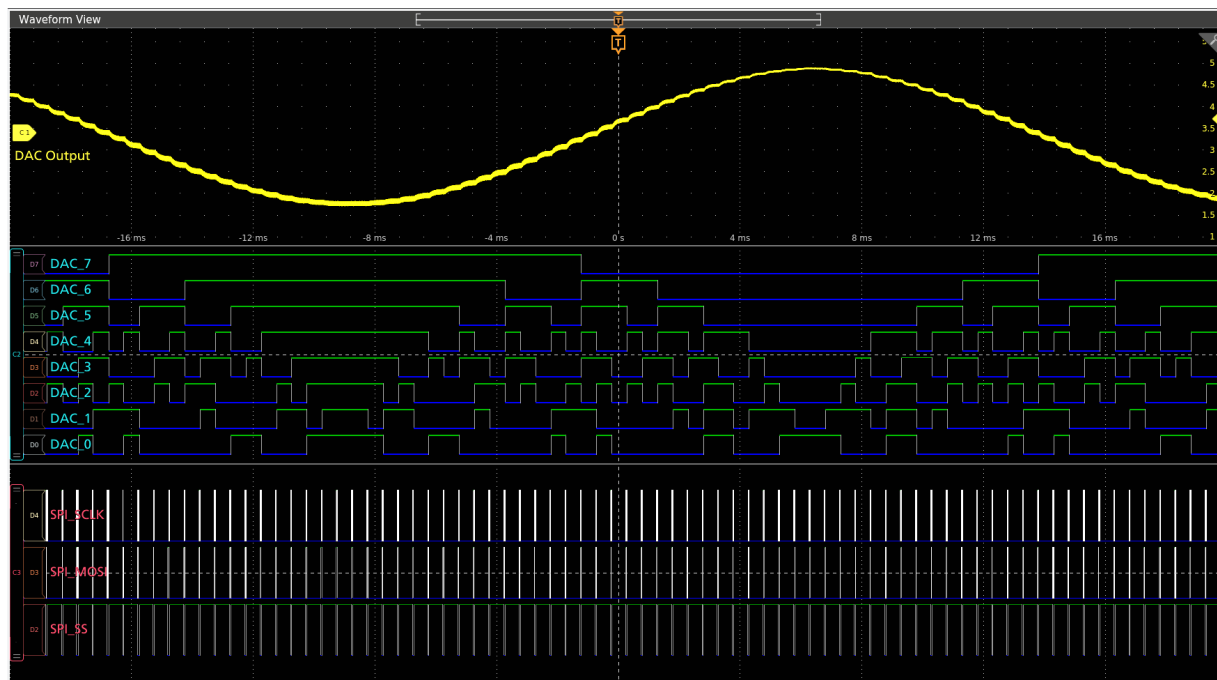 Waveform View
T
T
5
4.5
4
C 1
3.5
DAC Output
3
2.5
2
1.5
-16 ms -12 ms -8 ms -4 ms 0 s 4 ms 8 ms 12 ms 16 ms 1
D7 DAC_7
D6 DAC_6
D5 DAC_5
D4 DAC_4
C2
D3 DAC_3
D2 DAC_2
D1 DAC_1
D0 DAC_0
D4 SPI_SCLK
C3 D3 SPI_MOSI
D2 SPI_SS